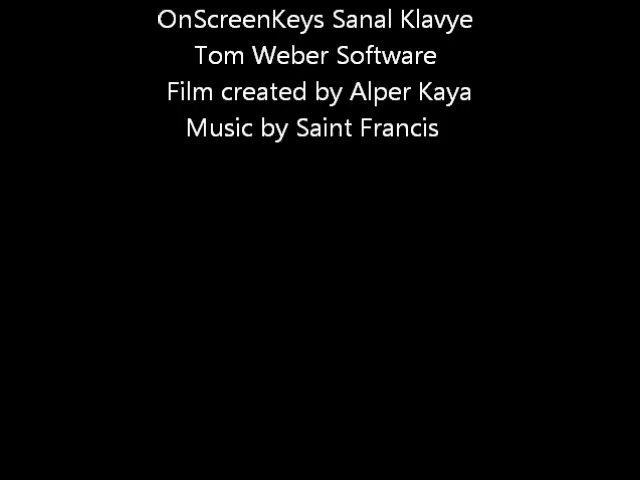 OnScreenKeys Sanal Klavye
Tom Weber Software
Film created by Alper Kaya
Music by Saint Francis